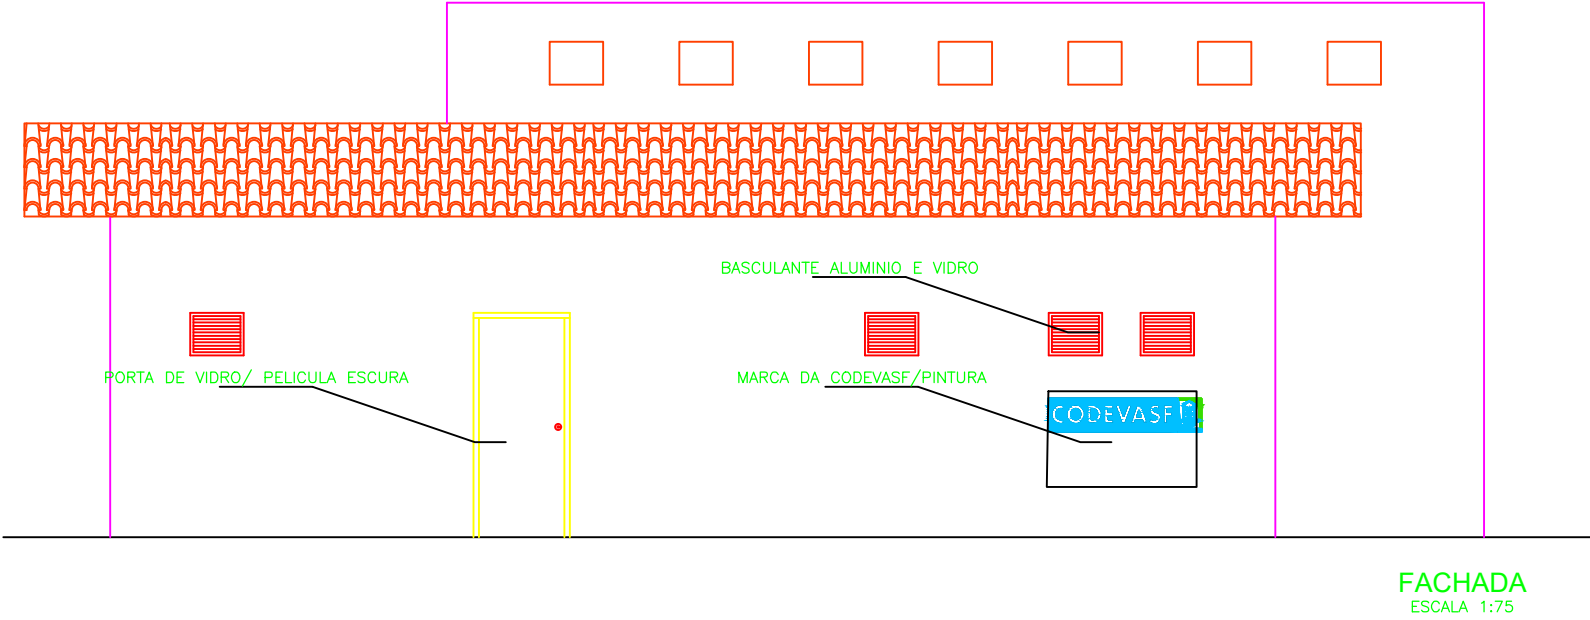 BASCULANTE ALUMINIO E VIDRO
PORTA DE VIDRO/ PELICULA ESCURA
MARCA DA CODEVASF/PINTURA
CODEVASF
FACHADA
ESCALA 1:75